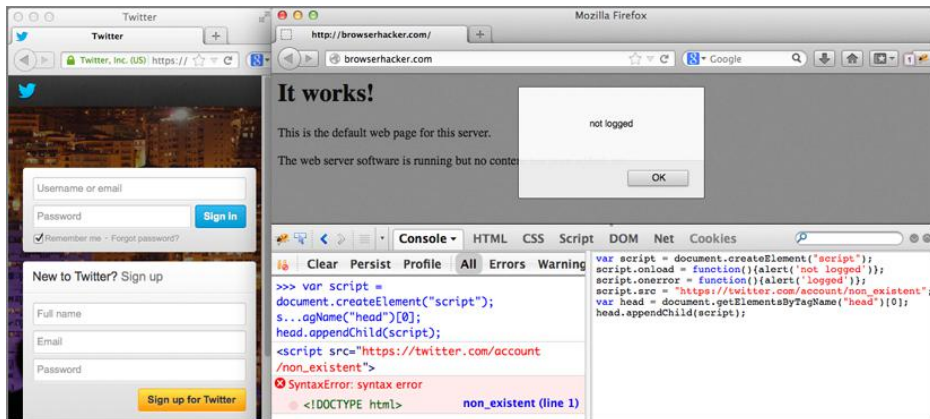 Twitter
Twitter
Twitter, Inc. (US) https://
Username or email
Password
Sign In
Remember me · Forgot password?
New to Twitter? Sign up
Full name
Email
Password
Sign up for Twitter
Mozilla Firefox
http://browserhacker.com/
browserhacker.com
Google
It works!
This is the default web page for this server.
The web server software is running but no conte
not logged
OK
Console
HTML
CSS
Script
DOM
Net
Cookies
Clear
Persist
Profile
All
Errors
Warning
>>> var script =
document.createElement("script");
s...agName("head")[0];
head.appendChild(script);
<script src="https://twitter.com/account
/non_existent">
SyntaxError: syntax error
<!DOCTYPE html>
non_existent (line 1)
var script = document.createElement("script");
script.onload = function(){alert('not logged')};
script.onerror = function(){alert('logged')};
script.src = "https://twitter.com/account/non_existent";
var head = document.getElementsByTagName("head")[0];
head.appendChild(script);